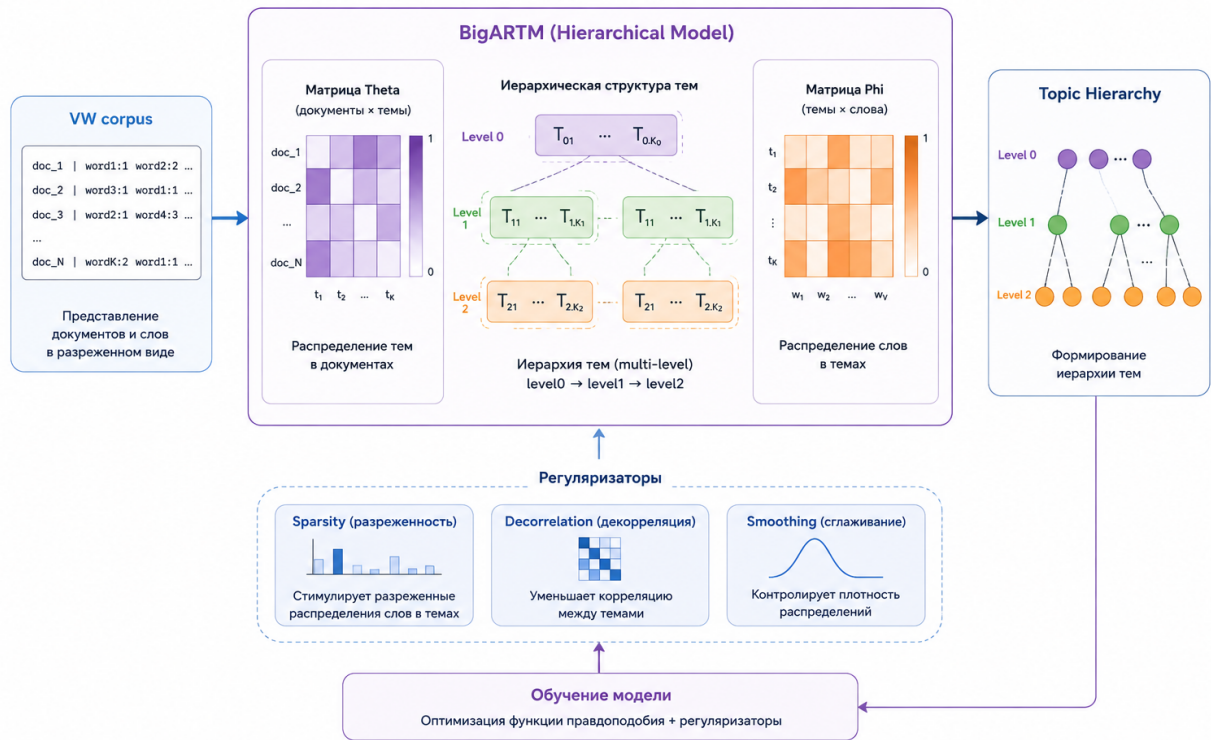 BigARTM (Hierarchical Model)
VW corpus
doc_1 | word1:1 word2:2 ...
doc_2 | word3:1 word1:1 ...
doc_3 | word2:1 word4:3 ...
...
doc_N | wordK:2 word1:1 ...
Представление
документов и слов
в разреженном виде
Матрица Theta
(документы × темы)
doc_1
doc_2
...
doc_N
1
0
t₁ t₂ ... tK
Распределение тем
в документах
Иерархическая структура тем
Level 0
T₀₁ ... T₀.K₀
Level
1
T₁₁ ... T₁.K₁
T₁₁ ... T₁.K₁
Level
2
T₂₁ ... T₂.K₂
T₂₁ ... T₂.K₂
Иерархия тем (multi-level)
level0 → level1 → level2
Матрица Phi
(темы × слова)
t₁
t₂
⋮
tK
1
0
w₁ w₂ ... wV
Распределение слов
в темах
Topic Hierarchy
Level 0
...
Level 1
...
...
Level 2
Формирование
иерархии тем
Регуляризаторы
Sparsity (разреженность)
Стимулирует разреженные
распределения слов в темах
Decorrelation (декорреляция)
Уменьшает корреляцию
между темами
Smoothing (сглаживание)
Контролирует плотность
распределений
Обучение модели
Оптимизация функции правдоподобия + регуляризаторы